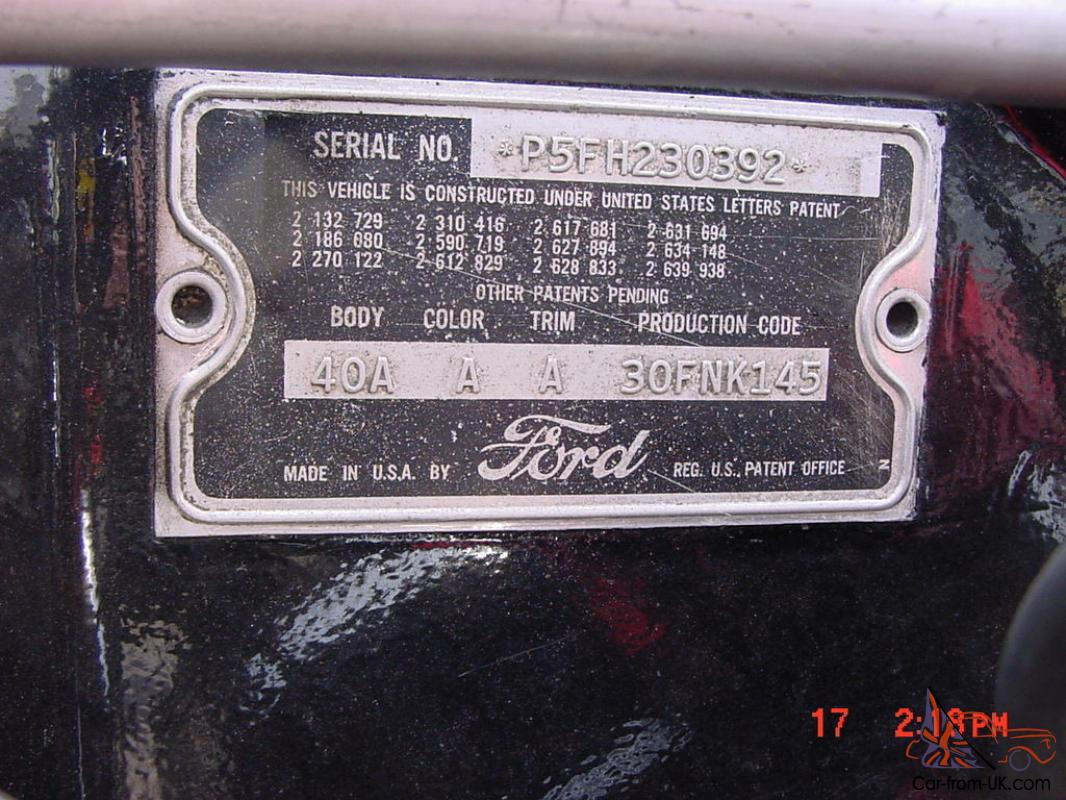 SERIAL NO. *P5FH230392*
THIS VEHICLE IS CONSTRUCTED UNDER UNITED STATES LETTERS PATENT
2 132 729 2 310 416 2 617 681 2 631 694
2 186 080 2 590 719 2 627 894 2 634 148
2 270 122 2 612 829 2 628 833 2 639 938
OTHER PATENTS PENDING
BODY COLOR TRIM PRODUCTION CODE
40A A A 30FNK145
MADE IN U.S.A. BY Ford REG. U.S., PATENT OFFICE N
17 2:13PM
Car-from-UK.com